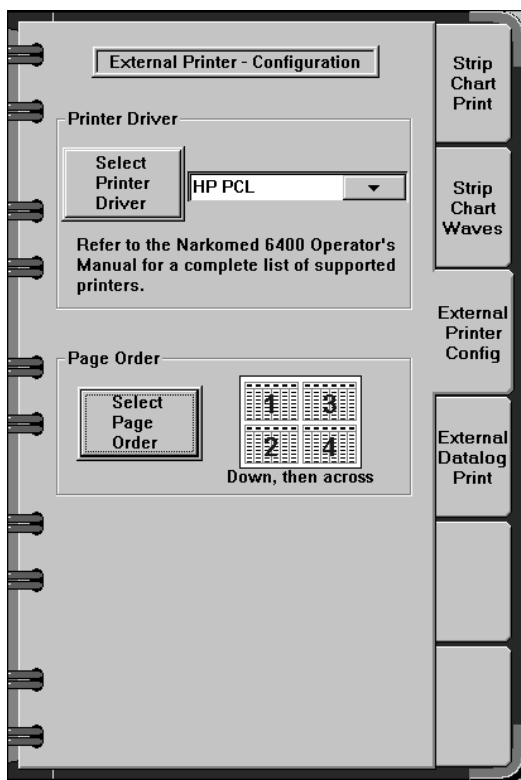 External Printer - Configuration
Printer Driver
Select
Printer
Driver
HP PCL
Refer to the Narkomed 6400 Operator's
Manual for a complete list of supported
printers.
Page Order
Select
Page
Order
1 3
2 4
Down, then across
Strip
Chart
Print
Strip
Chart
Waves
External
Printer
Config
External
Datalog
Print